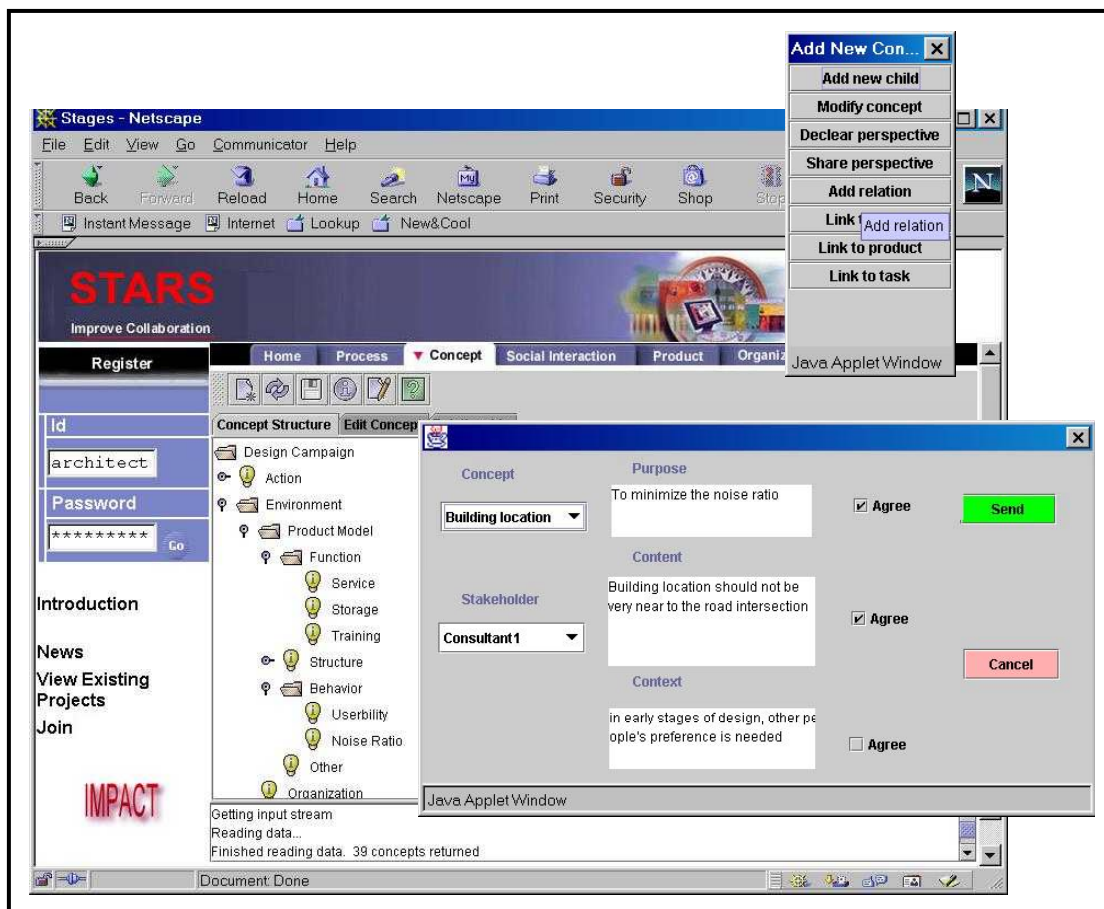 Add New Con...
Add new child
Modify concept
Declear perspective
Share perspective
Add relation
Link
Add relation
Link to product
Link to task
Java Applet Window
Stages - Netscape
File Edit View Go Communicator Help
Back Forward Reload Home Search Netscape Print Security Shop Stop
My
N
Instant Message Internet Lookup New&Cool
STARS
Improve Collaboration
Register
Id
architect
Password
*********
Go
Introduction
News
View Existing
Projects
Join
IMPACT
Home Process Concept Social Interaction Product Organiz
Concept Structure Edit Concep
Design Campaign
Action
Environment
Product Model
Function
Service
Storage
Training
Structure
Behavior
Userbility
Noise Ratio
Other
Organization
Getting input stream
Reading data...
Finished reading data. 39 concepts returned
Document: Done
Concept
Building location
Stakeholder
Consultant1
Purpose
To minimize the noise ratio
Agree
Send
Content
Building location should not be
very near to the road intersection
Agree
Cancel
Context
in early stages of design, other pe
ople's preference is needed
Agree
Java Applet Window